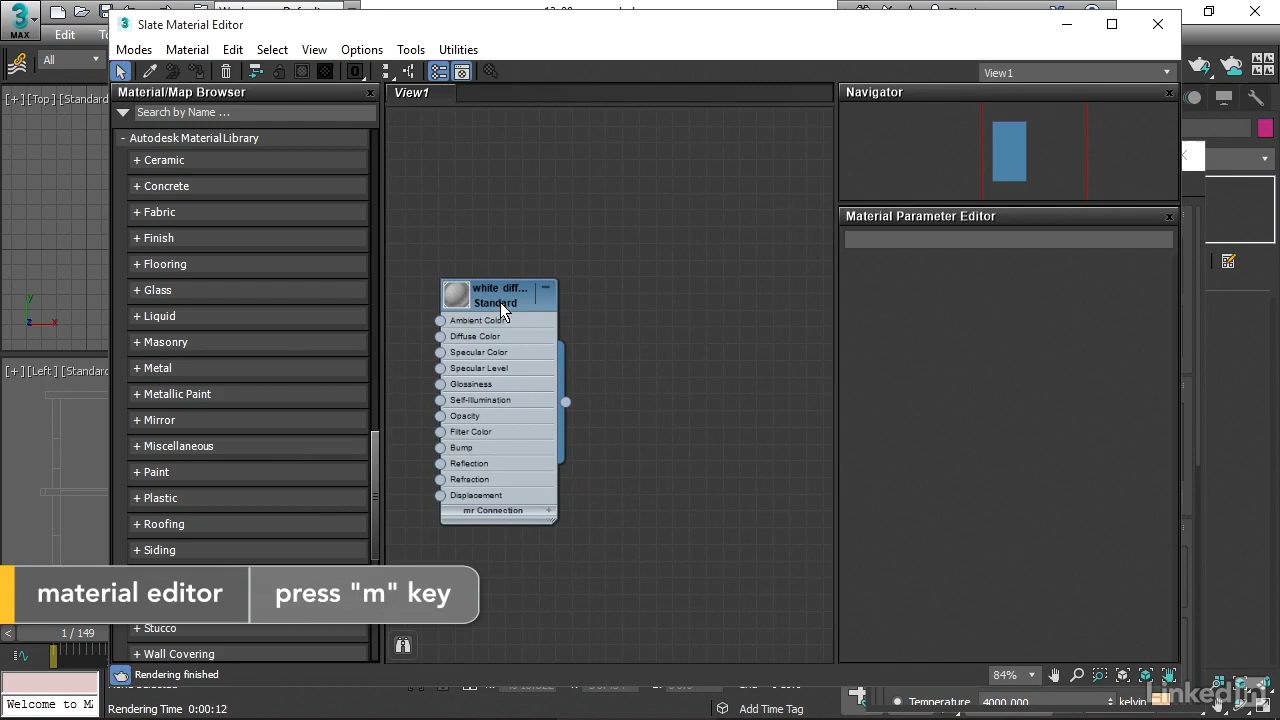 Slate Material Editor
MAX
Edit
Modes Material Edit Select View Options Tools Utilities
All
View1
[+] [Top] [Standard
Material/Map Browser
View1
Navigator
Search by Name ...
- Autodesk Material Library
+ Ceramic
+ Concrete
+ Fabric
+ Finish
+ Flooring
+ Glass
+ Liquid
+ Masonry
+ Metal
+ Metallic Paint
+ Mirror
+ Miscellaneous
+ Paint
+ Plastic
+ Roofing
+ Siding
+ Stucco
+ Wall Covering
Material Parameter Editor
white diff...
Standard
Ambient Color
Diffuse Color
Specular Color
Specular Level
Glossiness
Self-Illumination
Opacity
Filter Color
Bump
Reflection
Refraction
Displacement
mr Connection +
y
z
x
[+] [Left] [Standard
material editor
press "m" key
< 1 / 149
Rendering finished
84%
Welcome to M
Rendering Time 0:00:12
Add Time Tag
Temperature
4000.000
kelvin
LinkedIn